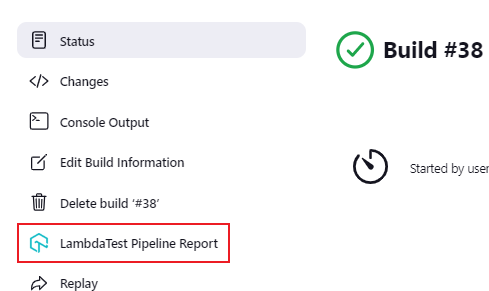 Status
Build #38
Changes
Console Output
Edit Build Information
Started by user
Delete build ‘#38’
LambdaTest Pipeline Report
Replay